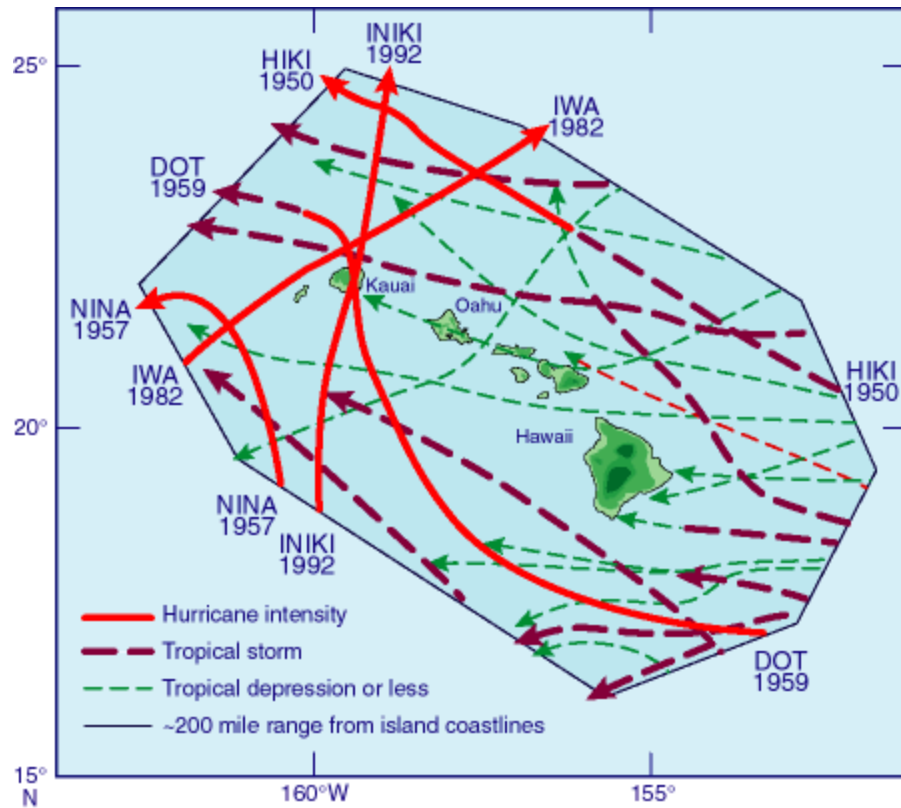 INIKI
1992
HIKI
1950
25°
IWA
1982
DOT
1959
Kauai
Oahu
NINA
1957
IWA
1982
HIKI
1950
20°
Hawaii
NINA
1957
INIKI
1992
Hurricane intensity
Tropical storm
Tropical depression or less
~200 mile range from island coastlines
DOT
1959
15°
N
160°W
155°